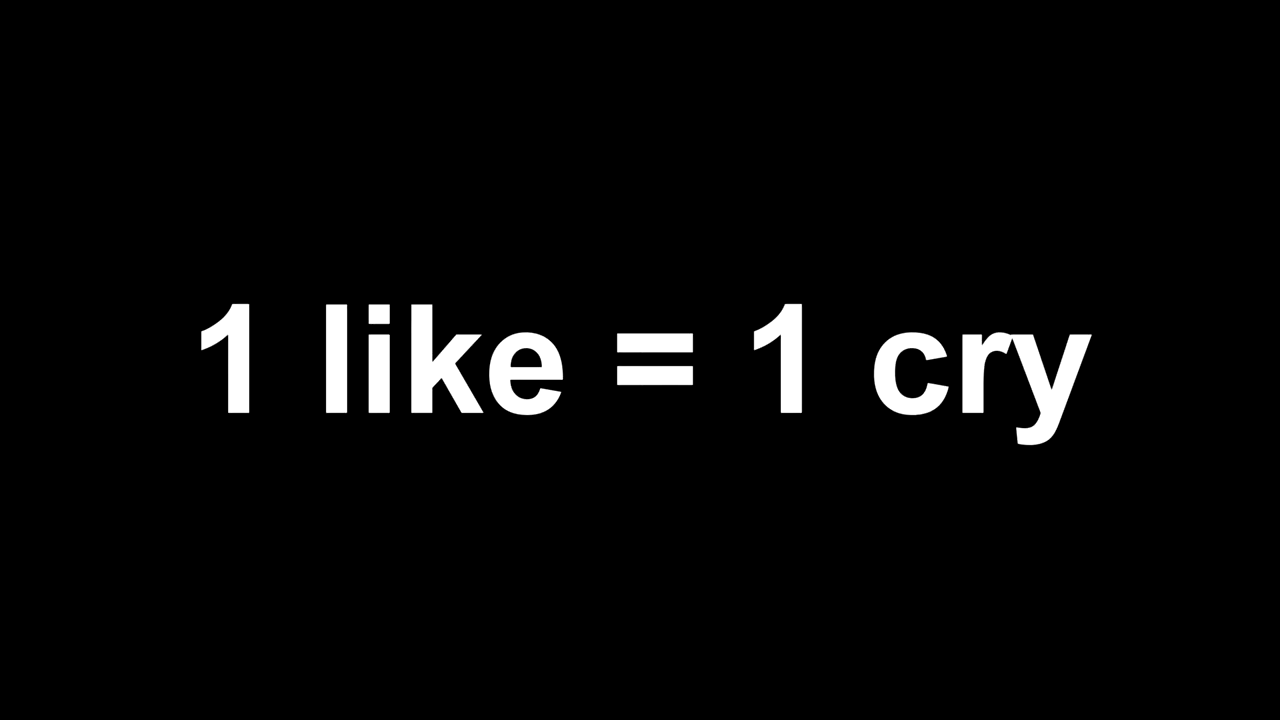 1 like = 1 cry